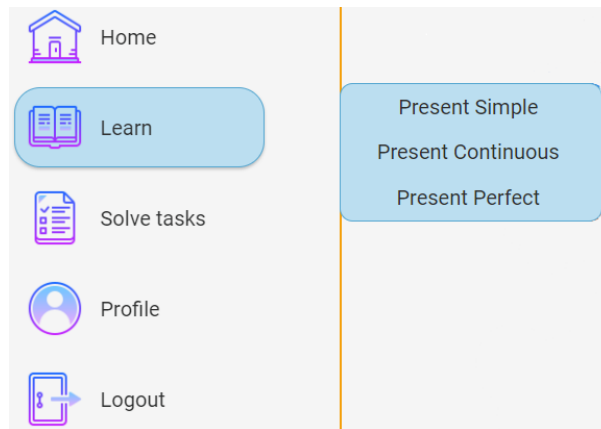 Home
Learn
Solve tasks
Profile
Logout
Present Simple
Present Continuous
Present Perfect